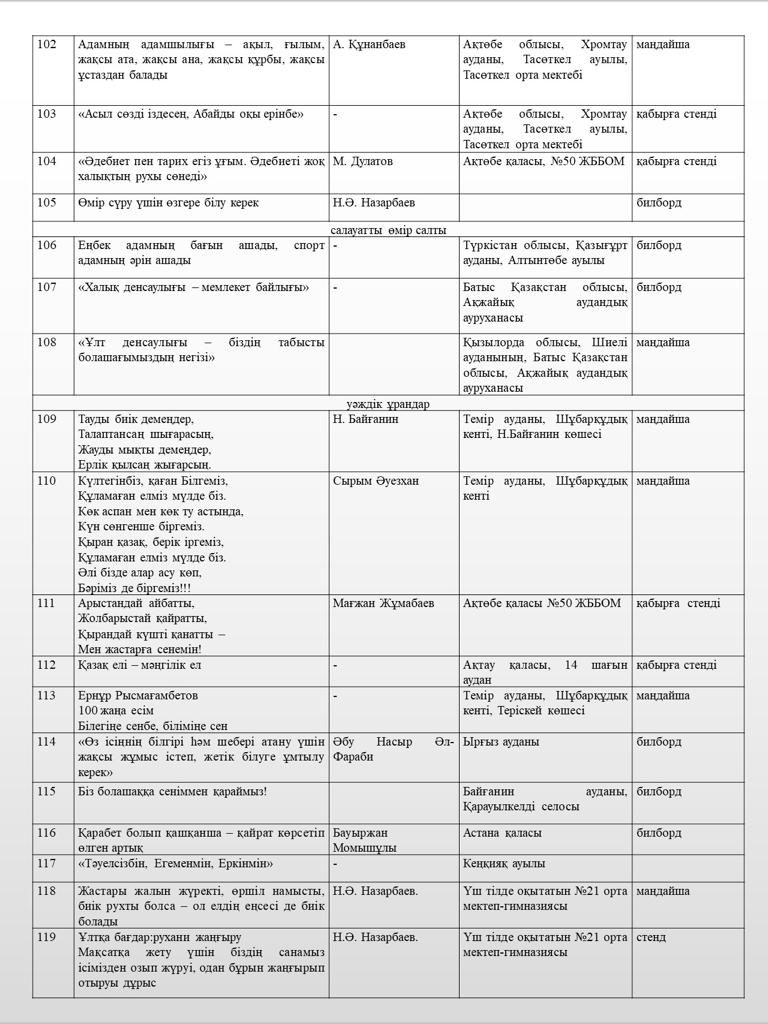 102 Адамның адамшылығы – ақыл, ғылым, А. Құнанбаев Ақтөбе облысы, Хромтау маңдайша
жақсы ата, жақсы ана, жақсы құрбы, жақсы ауданы, Тасөткел ауылы,
ұстаздан балады Тасөткел орта мектебі
103 «Асыл сөзді іздесең, Абайды оқы ерінбе» - Ақтөбе облысы, Хромтау қабырға стенді
ауданы, Тасөткел ауылы,
Тасөткел орта мектебі
104 «Әдебиет пен тарих егіз ұғым. Әдебиеті жоқ М. Дулатов Ақтөбе қаласы, №50 ЖББОМ қабырға стенді
халықтың рухы сөнеді»
105 Өмір сүру үшін өзгере білу керек Н.Ә. Назарбаев билборд
салауатты өмір салты
106 Еңбек адамның бағын ашады, спорт - Түркістан облысы, Қазығұрт билборд
адамның әрін ашады ауданы, Алтынтөбе ауылы
107 «Халық денсаулығы – мемлекет байлығы» - Батыс Қазақстан облысы, билборд
Ақжайық аудандық
ауруханасы
108 «Ұлт денсаулығы – біздің табысты Қызылорда облысы, Шиелі маңдайша
болашағымыздың негізі» ауданының, Батыс Қазақстан
облысы, Ақжайық аудандық
ауруханасы
уәждік ұрандар
109 Тауды биік демеңдер, Н. Байғанин Темір ауданы, Шұбарқұдық маңдайша
Талаптансаң шығарасың, кенті, Н.Байғанин көшесі
Жауды мықты демеңдер,
Ерлік қылсаң жығарсың.
110 Күлтегінбіз, қаған Білгеміз, Сырым Әуезхан Темір ауданы, Шұбарқұдық маңдайша
Құламаған елміз мүлде біз. кенті
Көк аспан мен көк ту астында,
Күн сөнгенше біргеміз.
Қыран қазақ, берік іргеміз,
Құламаған елміз мүлде біз.
Әлі бізде алар асу көп,
Бәріміз де біргеміз!!!
111 Арыстандай айбатты, Мағжан Жұмабаев Ақтөбе қаласы №50 ЖББОМ қабырға стенді
Жолбарыстай қайратты,
Қырандай күшті қанатты –
Мен жастарға сенемін!
112 Қазақ елі – мәңгілік ел - Ақтау қаласы, 14 шағын қабырға стенді
аудан
113 Ернұр Рысмағамбетов - Темір ауданы, Шұбарқұдық маңдайша
100 жаңа есім кенті, Теріскей көшесі
Білегіңе сенбе, біліміңе сен
114 «Өз ісіңнің білгірі һәм шебері атану үшін Әбу Насыр Әл- Ырғыз ауданы билборд
жақсы жұмыс істеп, жетік білуге ұмтылу Фараби
керек»
115 Біз болашаққа сеніммен қараймыз! Байғанин ауданы, билборд
Қарауылкелді селосы
116 Қарабет болып қашқанша – қайрат көрсетіп Бауыржан Астана қаласы билборд
өлген артық Момышұлы
117 «Тәуелсізбін, Егеменмін, Еркінмін» - Кеңқияқ ауылы
118 Жастары жалын жүректі, өршіл намысты, Н.Ә. Назарбаев. Үш тілде оқытатын №21 орта маңдайша
биік рухты болса – ол елдің еңсесі де биік мектеп-гимназиясы
болады
119 Ұлтқа бағдар:рухани жаңғыру Н.Ә. Назарбаев. Үш тілде оқытатын №21 орта стенд
Мақсатқа жету үшін біздің санамыз мектеп-гимназиясы
ісімізден озып жүруі, одан бұрын жаңғырып
отыруы дұрыс